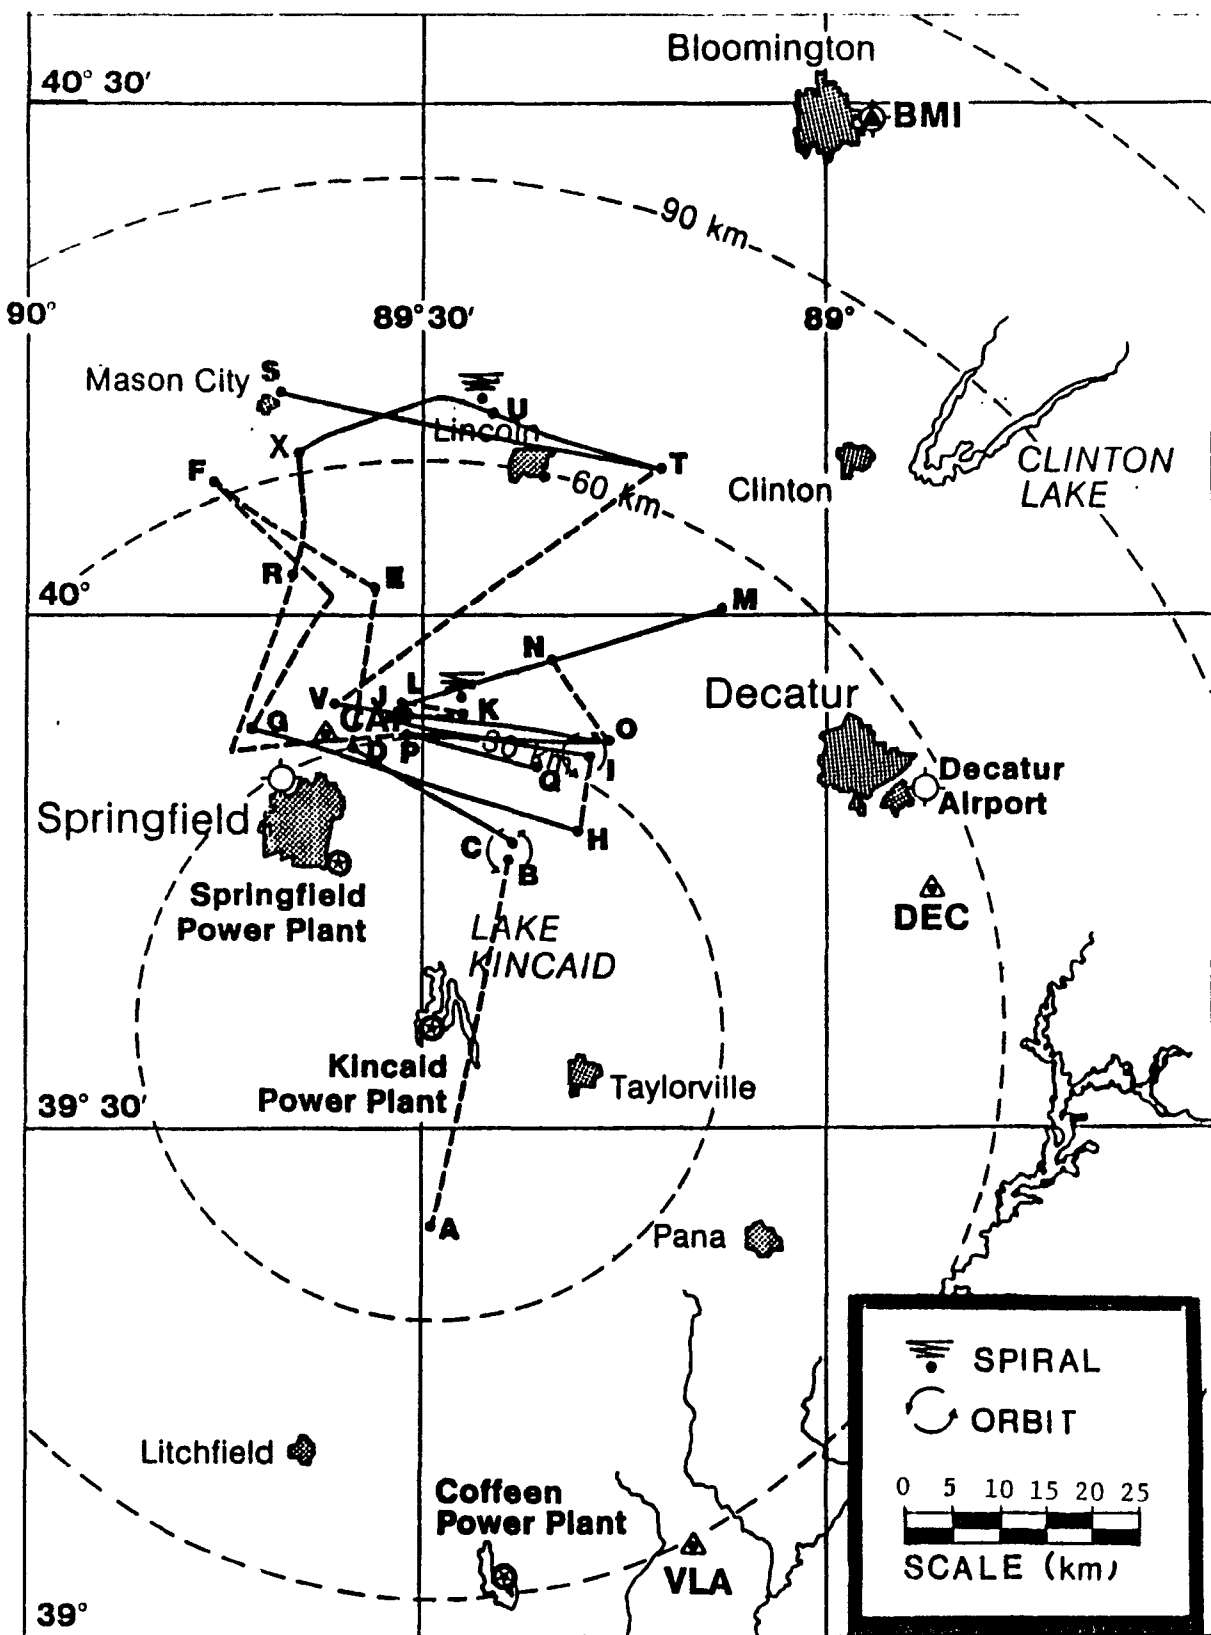 Bloomington
40° 30′
BMI
90 km
90°
89° 30′
89°
Mason City
S
U
Lincoln
X
T
F
60 km
Clinton
CLINTON
LAKE
R
E
40°
M
N
Decatur
V
J
L
K
G
CAP
D
P
30 km
O
I
Q
Decatur
Airport
Springfield
H
C
B
Springfield
Power Plant
DEC
LAKE
KINCAID
Kincaid
Power Plant
Taylorville
39° 30′
A
Pana
Litchfield
Coffeen
Power Plant
VLA
39°
SPIRAL
ORBIT
0 5 10 15 20 25
SCALE (km)